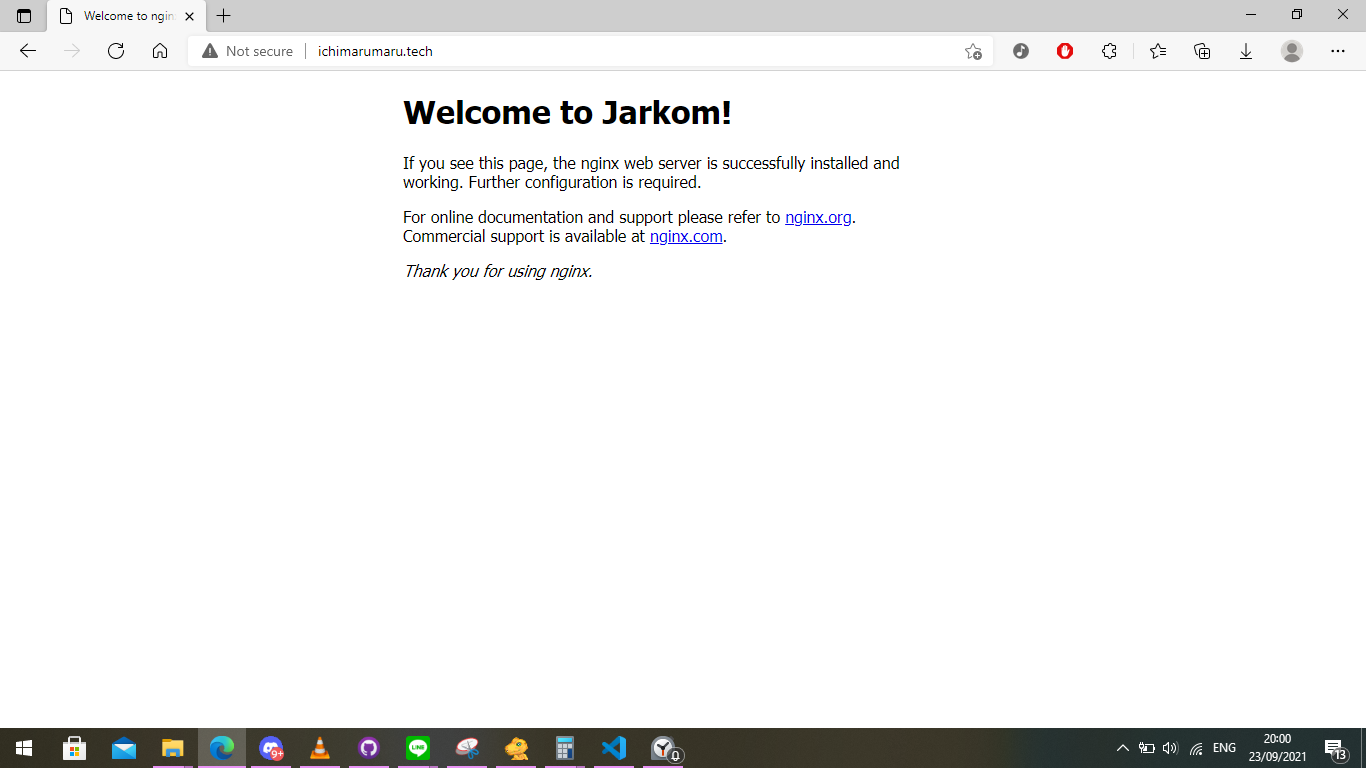 Welcome to ngin
Not secure
ichimarumaru.tech
Welcome to Jarkom!
If you see this page, the nginx web server is successfully installed and
working. Further configuration is required.
For online documentation and support please refer to nginx.org.
Commercial support is available at nginx.com.
Thank you for using nginx.
9+
LINE
0
ENG
20:00
23/09/2021
13